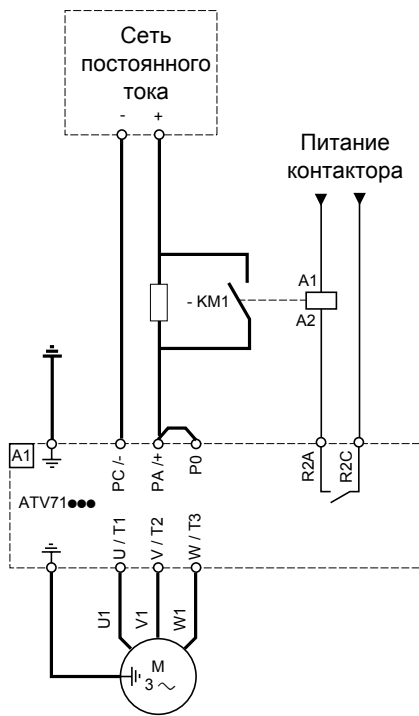 Сеть
постоянного
тока
- +
Питание
контактора
A1
- KM1
A2
A1
PC /-
PA /+
P0
R2A
R2C
ATV71●●●
U / T1
V / T2
W / T3
U1
V1
W1
M
3 ~